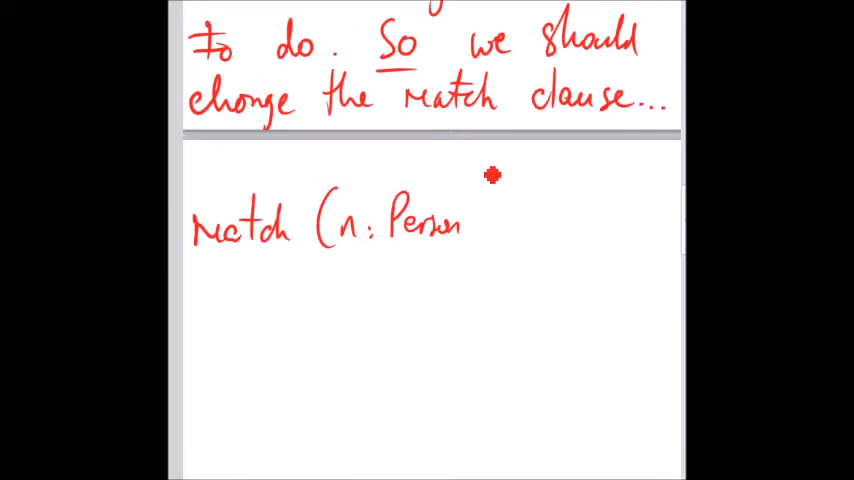 to do. So we should
change the match clause...
match (n: Person